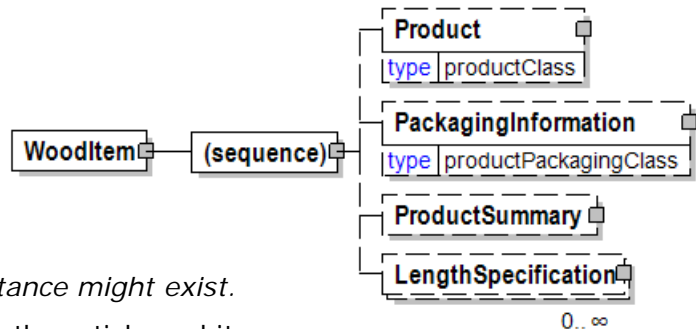 Product
type productClass
PackagingInformation
type productPackagingClass
WoodItem
(sequence)
ProductSummary
LengthSpecification
0.. ∞
tance might exist.